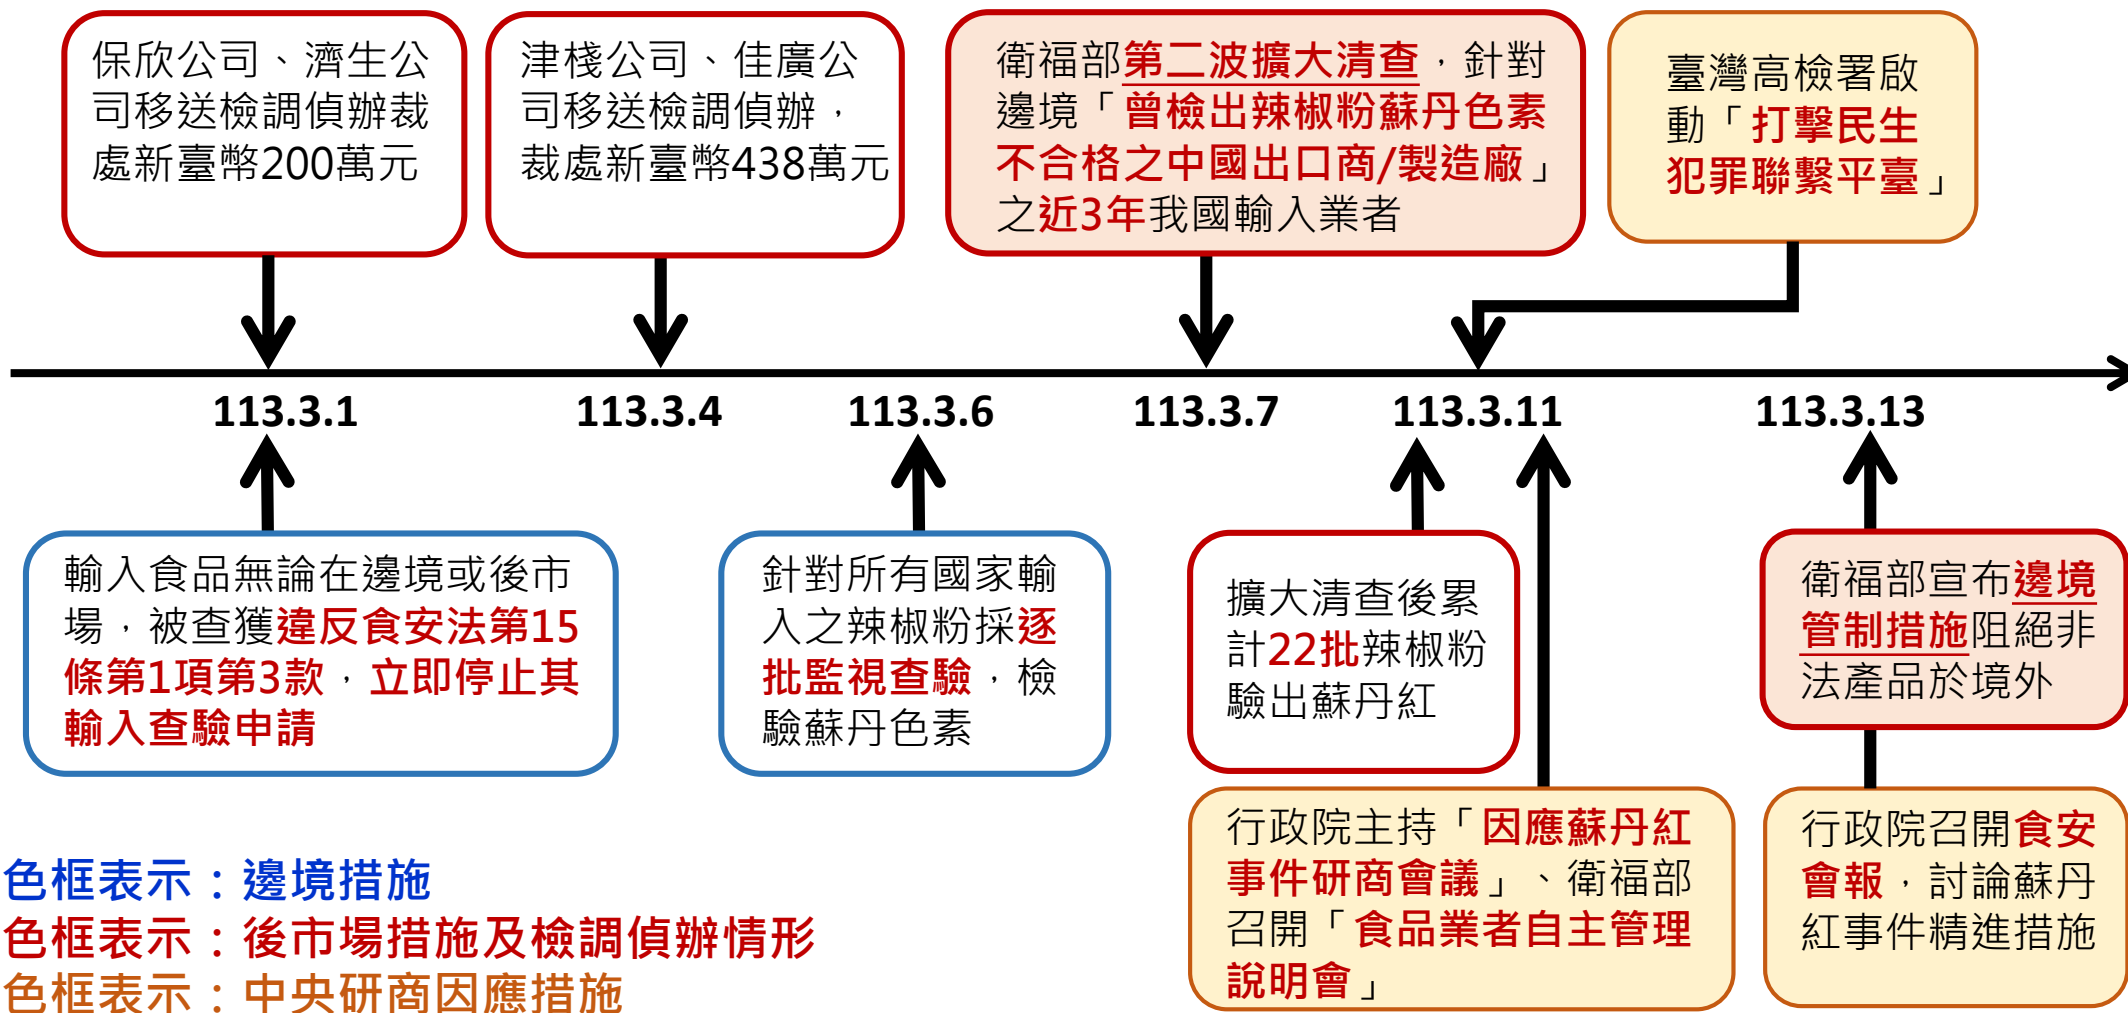 保欣公司、濟生公
司移送檢調偵辦裁
處新臺幣200萬元
津棧公司、佳廣公
司移送檢調偵辦，
裁處新臺幣438萬元
衛福部第二波擴大清查，針對
邊境「曾檢出辣椒粉蘇丹色素
不合格之中國出口商/製造廠」
之近3年我國輸入業者
臺灣高檢署啟
動「打擊民生
犯罪聯繫平臺」
113.3.1
113.3.4
113.3.6
113.3.7
113.3.11
113.3.13
輸入食品無論在邊境或後市
場，被查獲違反食安法第15
條第1項第3款，立即停止其
輸入查驗申請
針對所有國家輸
入之辣椒粉採逐
批監視查驗，檢
驗蘇丹色素
擴大清查後累
計22批辣椒粉
驗出蘇丹紅
衛福部宣布邊境
管制措施阻絕非
法產品於境外
行政院主持「因應蘇丹紅
事件研商會議」、衛福部
召開「食品業者自主管理
說明會」
行政院召開食安
會報，討論蘇丹
紅事件精進措施
色框表示：邊境措施
色框表示：後市場措施及檢調偵辦情形
色框表示：中央研商因應措施